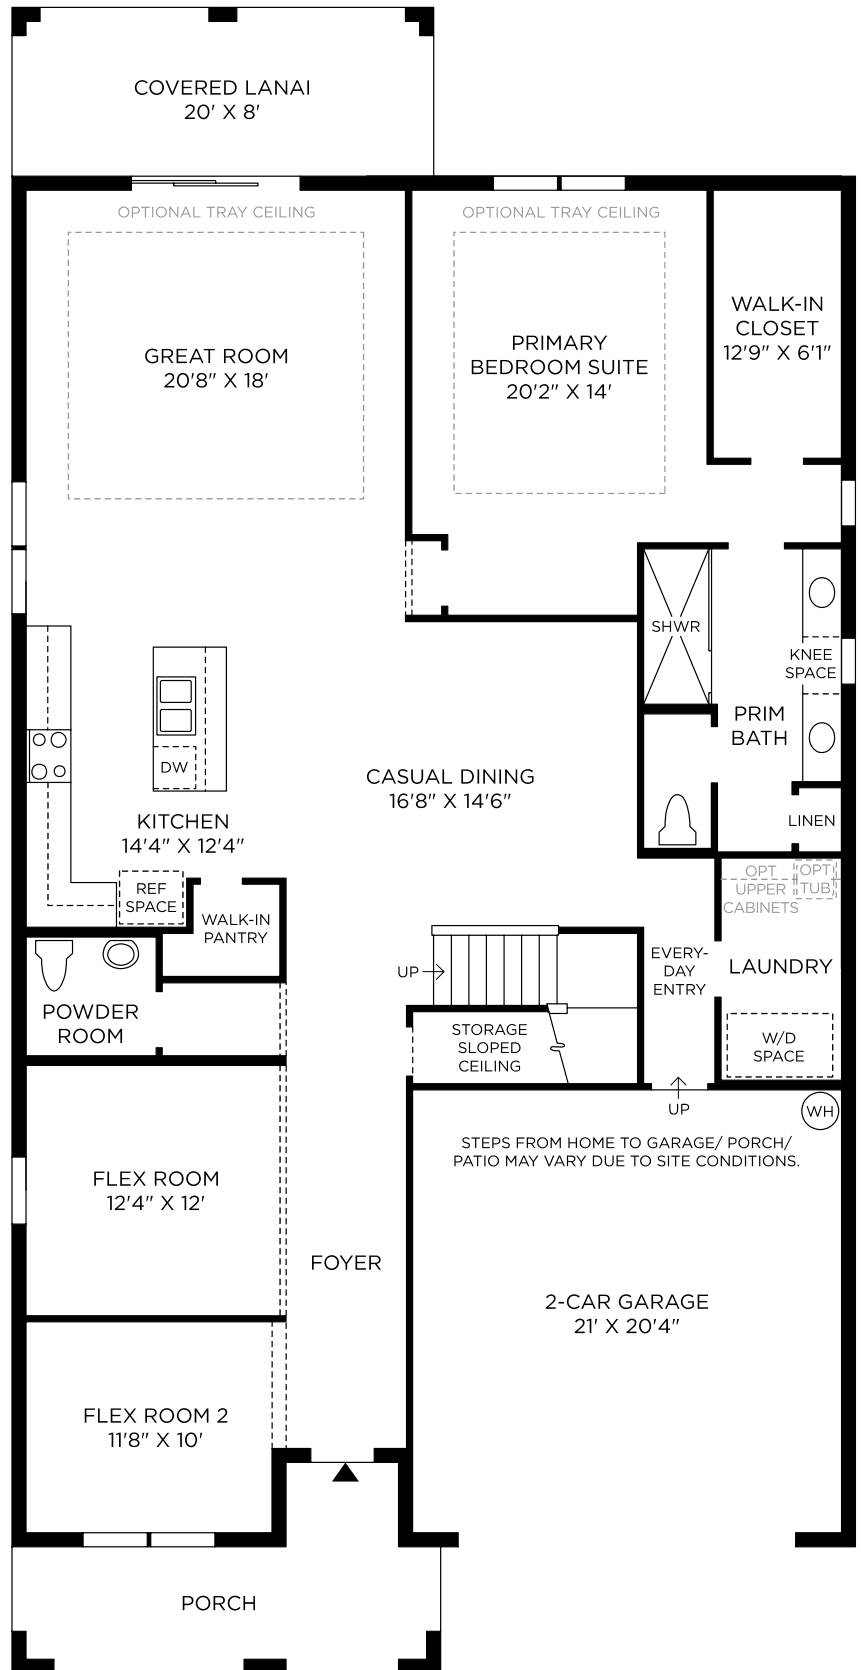 COVERED LANAI
20' X 8'
OPTIONAL TRAY CEILING
OPTIONAL TRAY CEILING
GREAT ROOM
20'8" X 18'
PRIMARY
BEDROOM SUITE
20'2" X 14'
WALK-IN
CLOSET
12'9" X 6'1"
SHWR
KNEE
SPACE
PRIM
BATH
LINEN
DW
KITCHEN
14'4" X 12'4"
CASUAL DINING
16'8" X 14'6"
REF
SPACE
WALK-IN
PANTRY
OPT
UPPER
CABINETS
OPT
TUB
POWDER
ROOM
UP
EVERY-
DAY
ENTRY
LAUNDRY
STORAGE
SLOPED
CEILING
W/D
SPACE
UP
WH
STEPS FROM HOME TO GARAGE/ PORCH/
PATIO MAY VARY DUE TO SITE CONDITIONS.
FLEX ROOM
12'4" X 12'
FOYER
2-CAR GARAGE
21' X 20'4"
FLEX ROOM 2
11'8" X 10'
PORCH